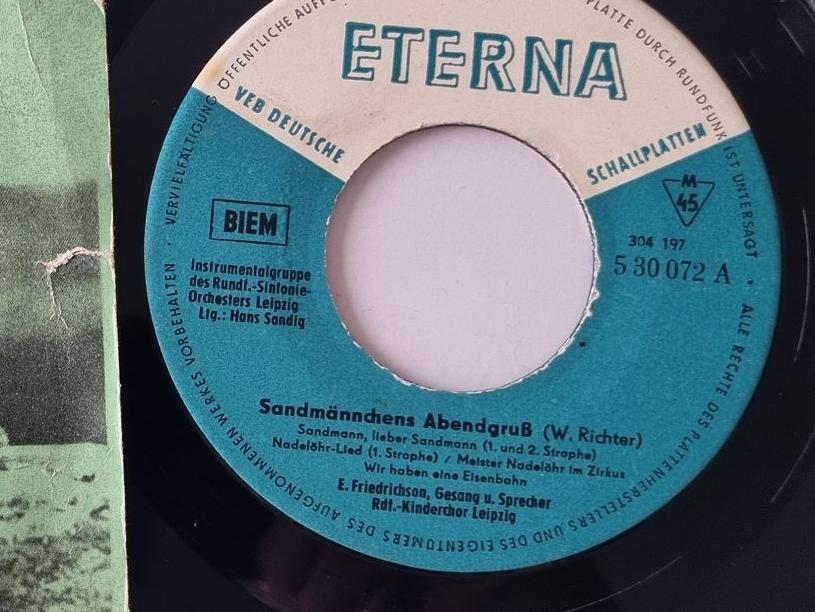 ETERNA
VEB DEUTSCHE
SCHALLPLATTEN
BIEM
M
45
304 197
5 30 072 A
Instrumentalgruppe
des Rundf.-Sinfonie-
Orchesters Leipzig
Ltg.: Hans Sandig
Sandmännchens Abendgruß (W. Richter)
Sandmann, lieber Sandmann (1. und 2. Strophe)
Nadelöhr-Lied (1. Strophe) / Meister Nadelöhr im Zirkus
Wir haben eine Eisenbahn
E. Friedrichson, Gesang u. Sprecher
Rdf.-Kinderchor Leipzig
ALLE RECHTE DES PLATTENHERSTELLERS UND DES EIGENTÜMERS DES AUFGENOMMENEN WERKES VORBEHALTEN · VERVIELFÄLTIGUNG ÖFFENTLICHE
PLATTE DURCH RUNDFUNK IST UNTERSAGT ·